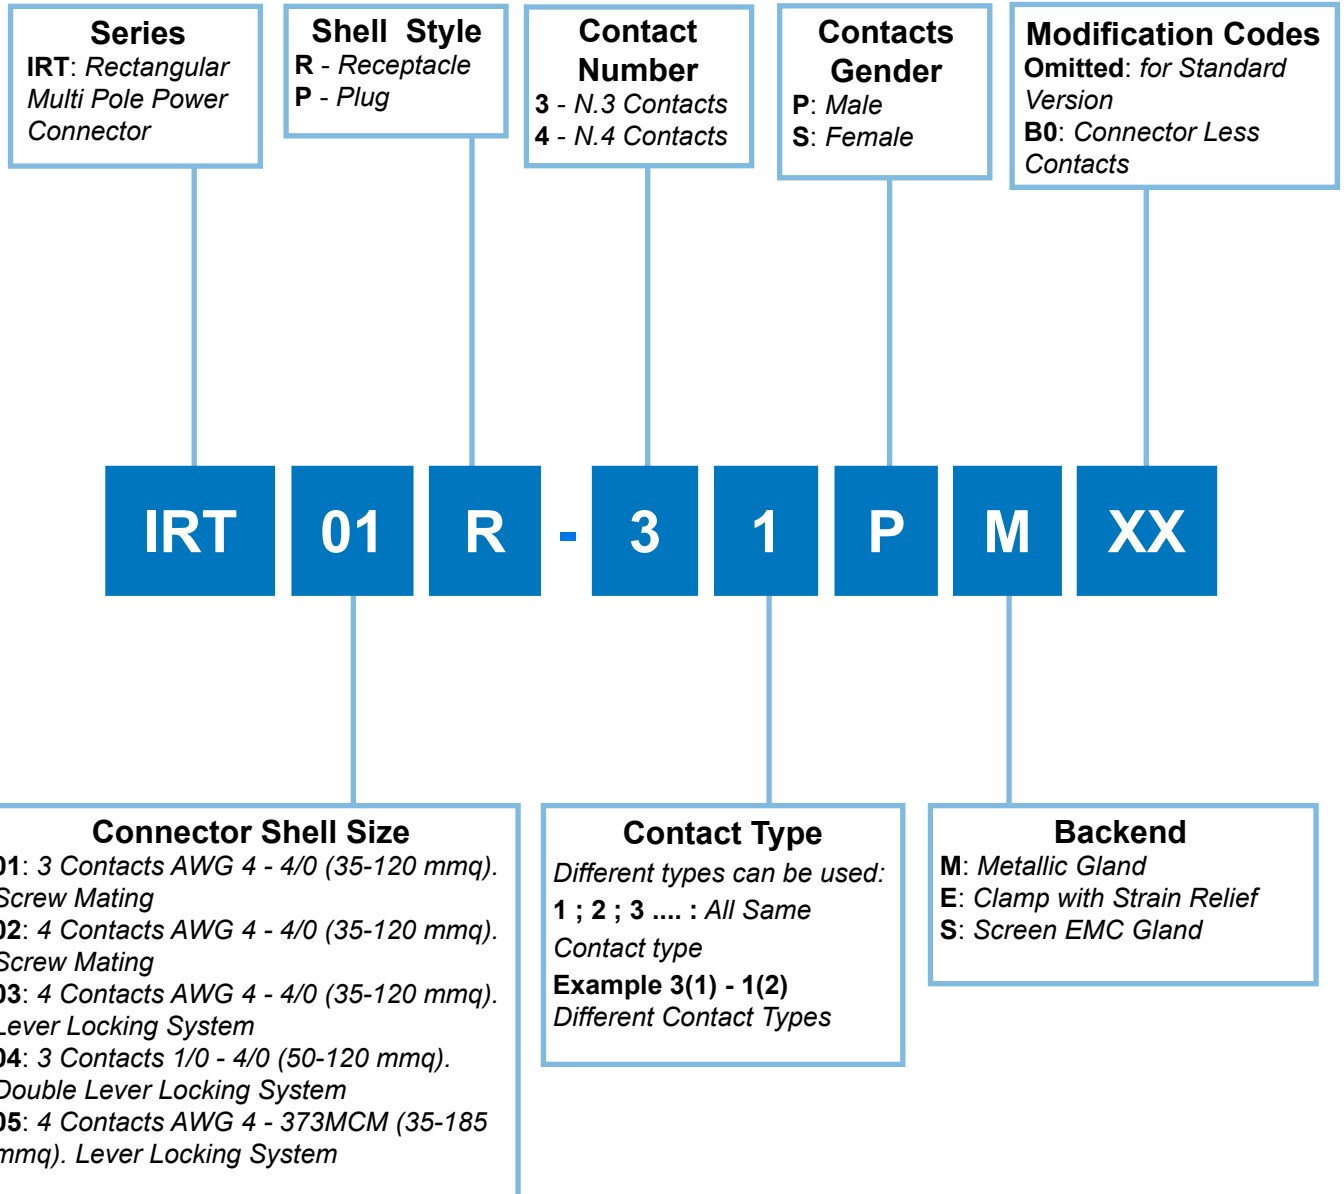 Series
IRT: Rectangular
Multi Pole Power
Connector
Shell Style
R - Receptacle
P - Plug
Contact
Number
3 - N.3 Contacts
4 - N.4 Contacts
Contacts
Gender
P: Male
S: Female
Modification Codes
Omitted: for Standard
Version
B0: Connector Less
Contacts
IRT 01 R - 3 1 P M XX
Connector Shell Size
01: 3 Contacts AWG 4 - 4/0 (35-120 mmq).
Screw Mating
02: 4 Contacts AWG 4 - 4/0 (35-120 mmq).
Screw Mating
03: 4 Contacts AWG 4 - 4/0 (35-120 mmq).
Lever Locking System
04: 3 Contacts 1/0 - 4/0 (50-120 mmq).
Double Lever Locking System
05: 4 Contacts AWG 4 - 373MCM (35-185
mmq). Lever Locking System
Contact Type
Different types can be used:
1 ; 2 ; 3 .... : All Same
Contact type
Example 3(1) - 1(2)
Different Contact Types
Backend
M: Metallic Gland
E: Clamp with Strain Relief
S: Screen EMC Gland